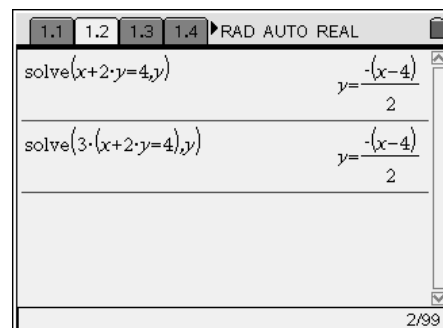 1.1 1.2 1.3 1.4 RAD AUTO REAL
solve(x+2·y=4,y) y=-(x-4)/2
solve(3·(x+2·y=4),y) y=-(x-4)/2
2/99